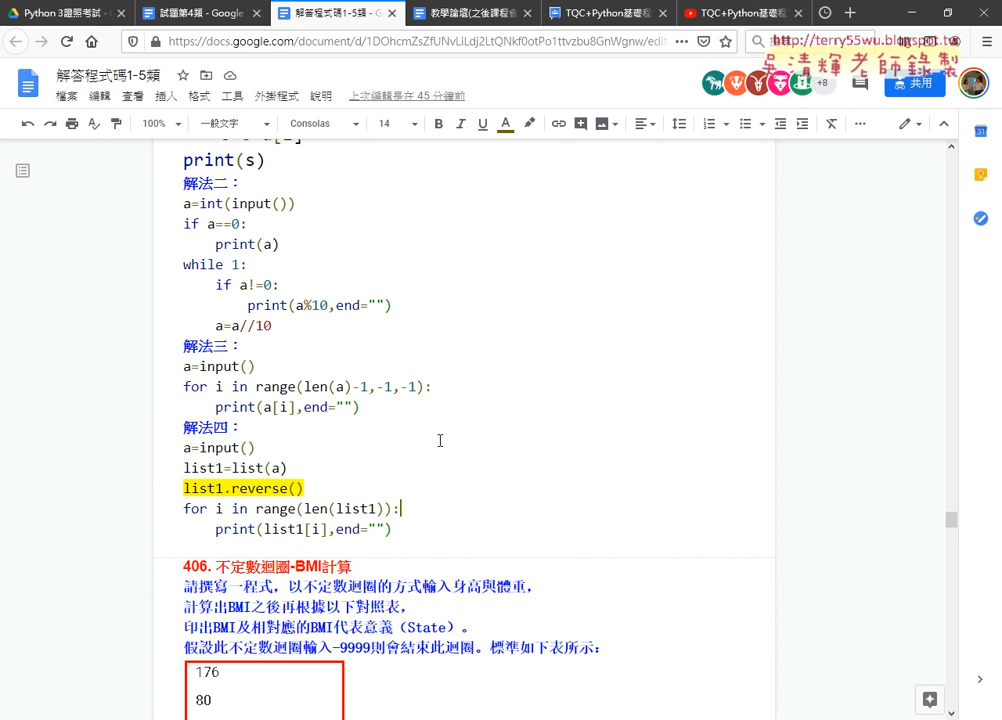 Python 3證照考試 -
試題第4類 - Google
解答程式碼1-5類 - G
教學論壇(之後課程
TQC+Python基礎程
TQC+Python基礎程
https://docs.google.com/document/d/1DOhcmZsZfUNvLiLdj2LtQNkf0otPo1ttvzbu8GnWgnw/edi
http://terry55wu.blogspot.tw
吳清輝老師錄製
解答程式碼1-5類
檔案 編輯 查看 插入 格式 工具 外掛程式 說明 上次編輯是在 45 分鐘前
+8
共用
100% 一般文字 Consolas 14 B I U A
31
print(s)
解法二：
a=int(input())
if a==0:
print(a)
while 1:
if a!=0:
print(a%10,end="")
a=a//10
解法三：
a=input()
for i in range(len(a)-1,-1,-1):
print(a[i],end="")
解法四：
a=input()
list1=list(a)
list1.reverse()
for i in range(len(list1)):
print(list1[i],end="")
406. 不定數迴圈-BMI計算
請撰寫一程式，以不定數迴圈的方式輸入身高與體重，
計算出BMI之後再根據以下對照表，
印出BMI及相對應的BMI代表意義（State）。
假設此不定數迴圈輸入-9999則會結束此迴圈。標準如下表所示：
176
80